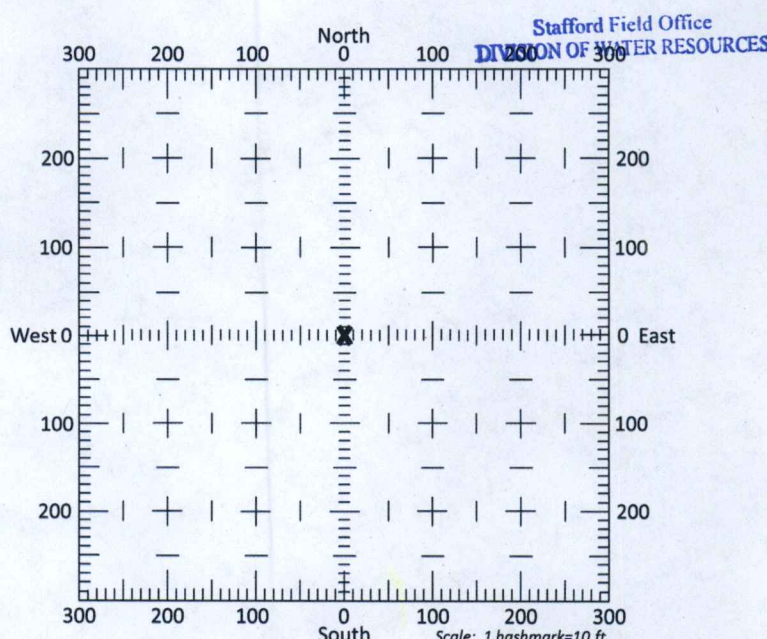 Stafford Field Office
DIVISION OF WATER RESOURCES
North
300 200 100 0 100 200 300
200 200
100 100
West 0 0 East
100 100
200 200
300 200 100 0 100 200 300
South
Scale: 1 hashmark=10 ft